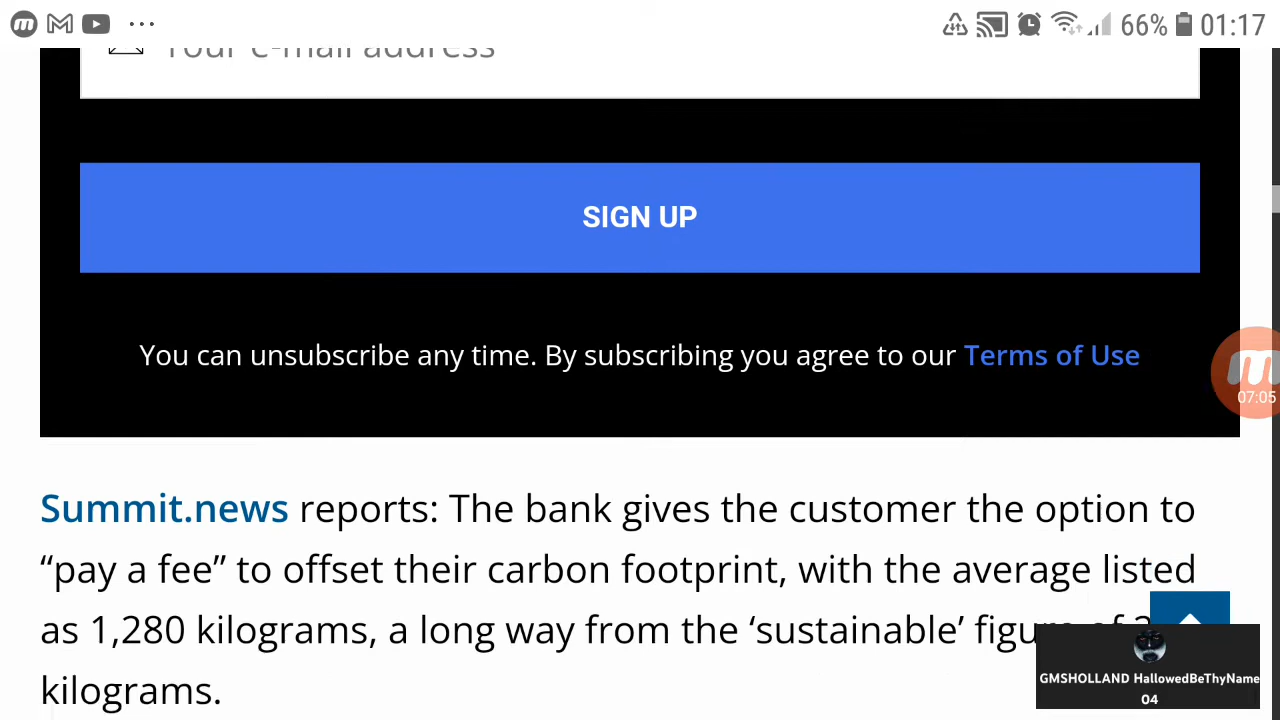 66% 01:17
Your e-mail address
SIGN UP
You can unsubscribe any time. By subscribing you agree to our Terms of Use
07:05
Summit.news reports: The bank gives the customer the option to
“pay a fee” to offset their carbon footprint, with the average listed
as 1,280 kilograms, a long way from the ‘sustainable’ figure of
kilograms.
GMSHOLLAND HallowedBeThyName
04